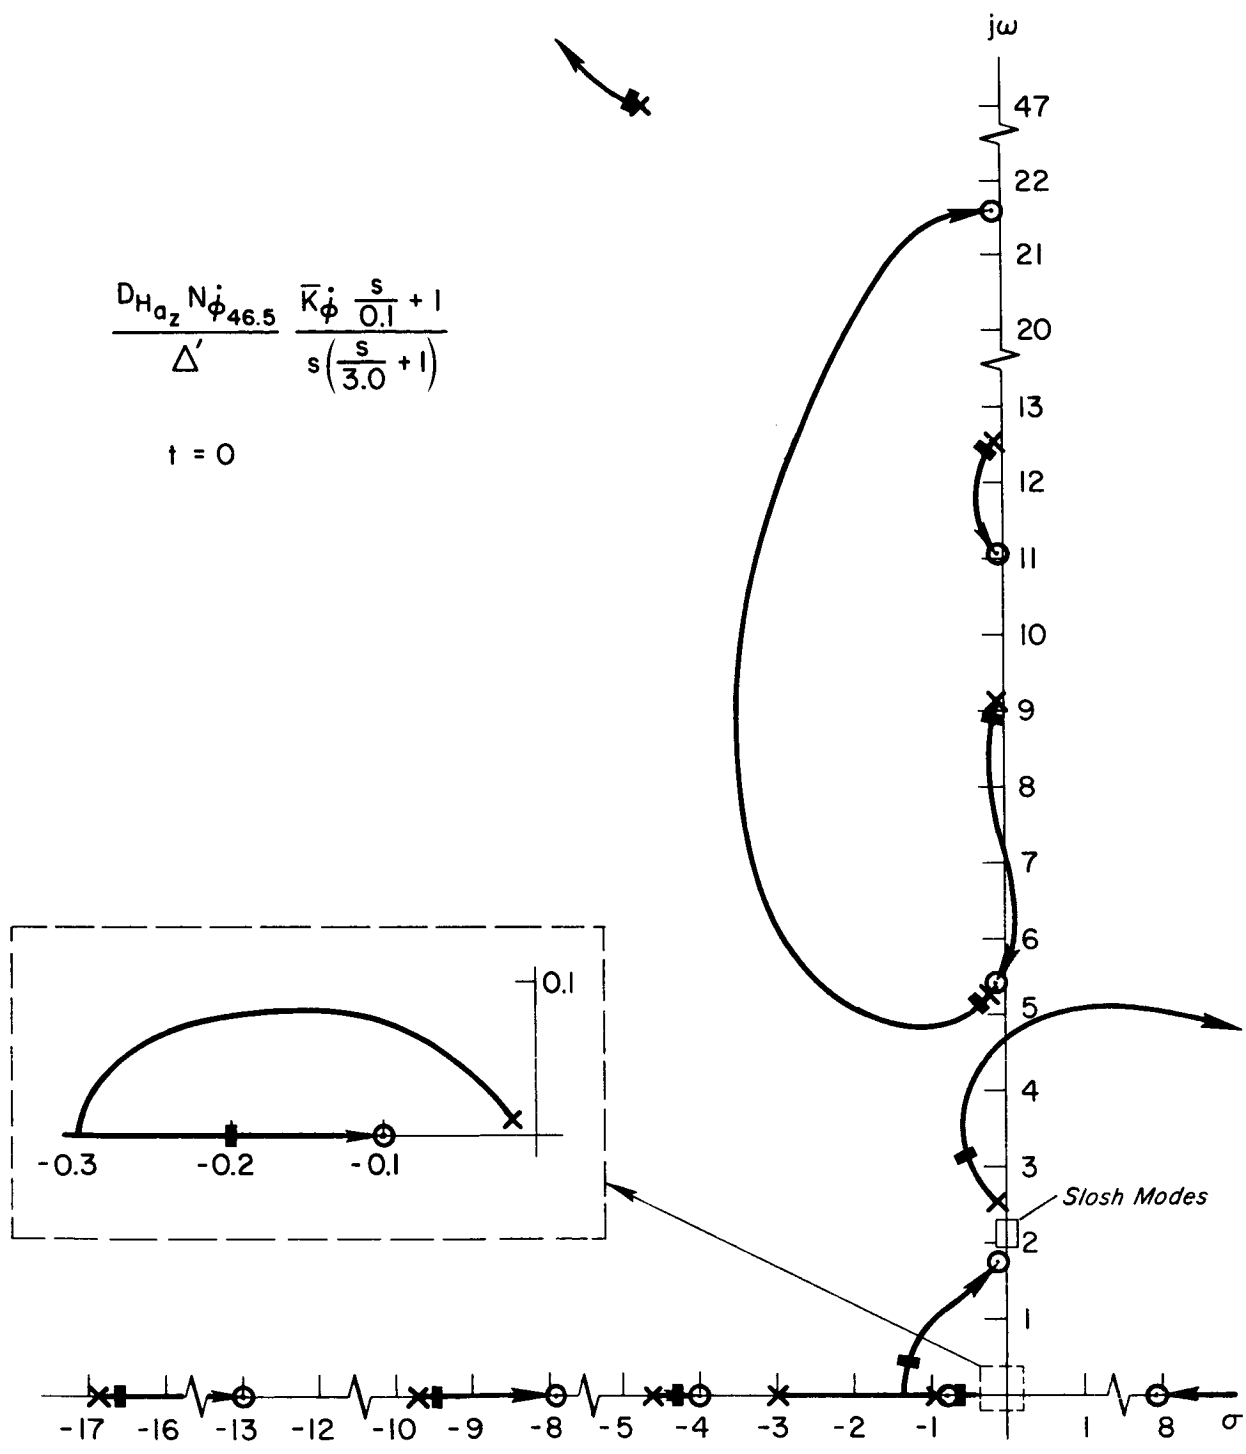 jω
47
22
21
20
D_{H_{a_z}} N_{\dot{φ}_{46.5}} \overline{K}_{\dot{φ}} s/0.1 + 1
Δ′ s(s/3.0 + 1)
t = 0
13
12
11
10
9
8
7
6
5
4
3
2
1
0.1
-0.3 -0.2 -0.1
Slosh Modes
-17 -16 -13 -12 -10 -9 -8 -5 -4 -3 -2 -1 1 8 σ